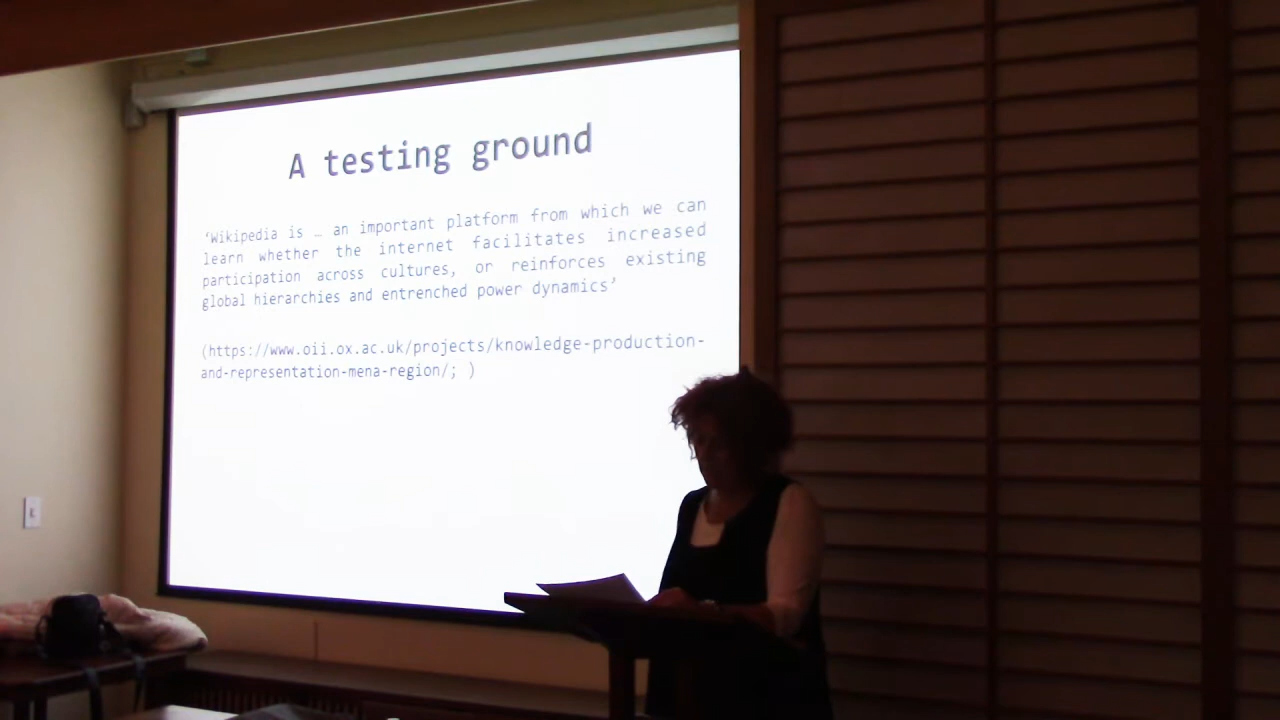 A testing ground
‘Wikipedia is … an important platform from which we can
learn whether the internet facilitates increased
participation across cultures, or reinforces existing
global hierarchies and entrenched power dynamics’
(https://www.oii.ox.ac.uk/projects/knowledge-production-
and-representation-mena-region/; )